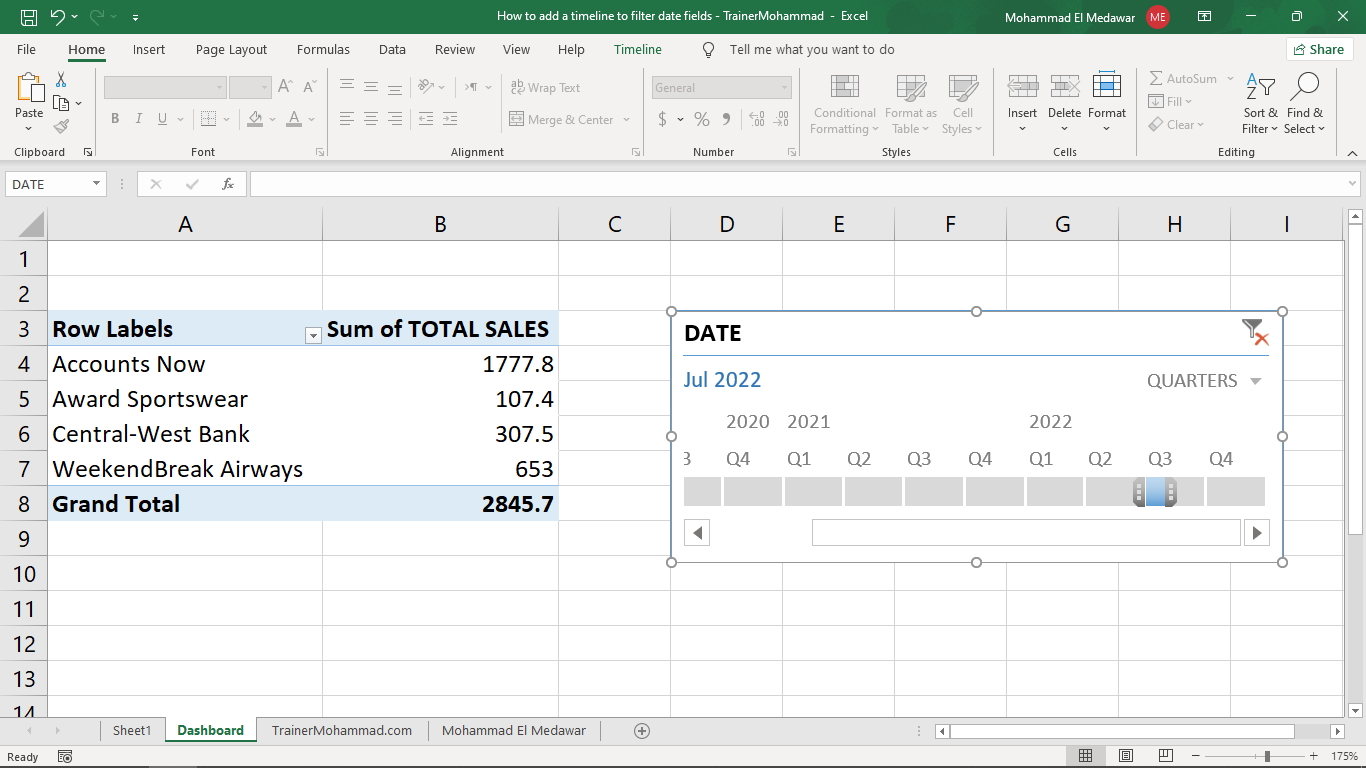 How to add a timeline to filter date fields - TrainerMohammad - Excel
Mohammad El Medawar ME
File Home Insert Page Layout Formulas Data Review View Help Timeline Tell me what you want to do Share
Paste
Clipboard
B I U A
Font
ab Wrap Text
Merge & Center
Alignment
General
$ % 9
Number
Conditional Formatting
Format as Table
Cell Styles
Styles
Insert Delete Format
Cells
AutoSum
Fill
Clear
Sort & Filter
Find & Select
Editing
DATE fx
A B C D E F G H I
1
2
3 Row Labels Sum of TOTAL SALES
4 Accounts Now 1777.8
5 Award Sportswear 107.4
6 Central-West Bank 307.5
7 WeekendBreak Airways 653
8 Grand Total 2845.7
9
10
11
12
13
14
DATE
Jul 2022 QUARTERS
2020 2021 2022
3 Q4 Q1 Q2 Q3 Q4 Q1 Q2 Q3 Q4
Sheet1 Dashboard TrainerMohammad.com Mohammad El Medawar
Ready 175%